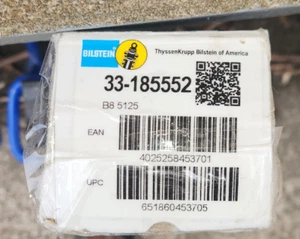 BILSTEIN
ThyssenKrupp Bilstein of America
33-185552
B8 5125
EAN
4025258453701
UPC
651860453705